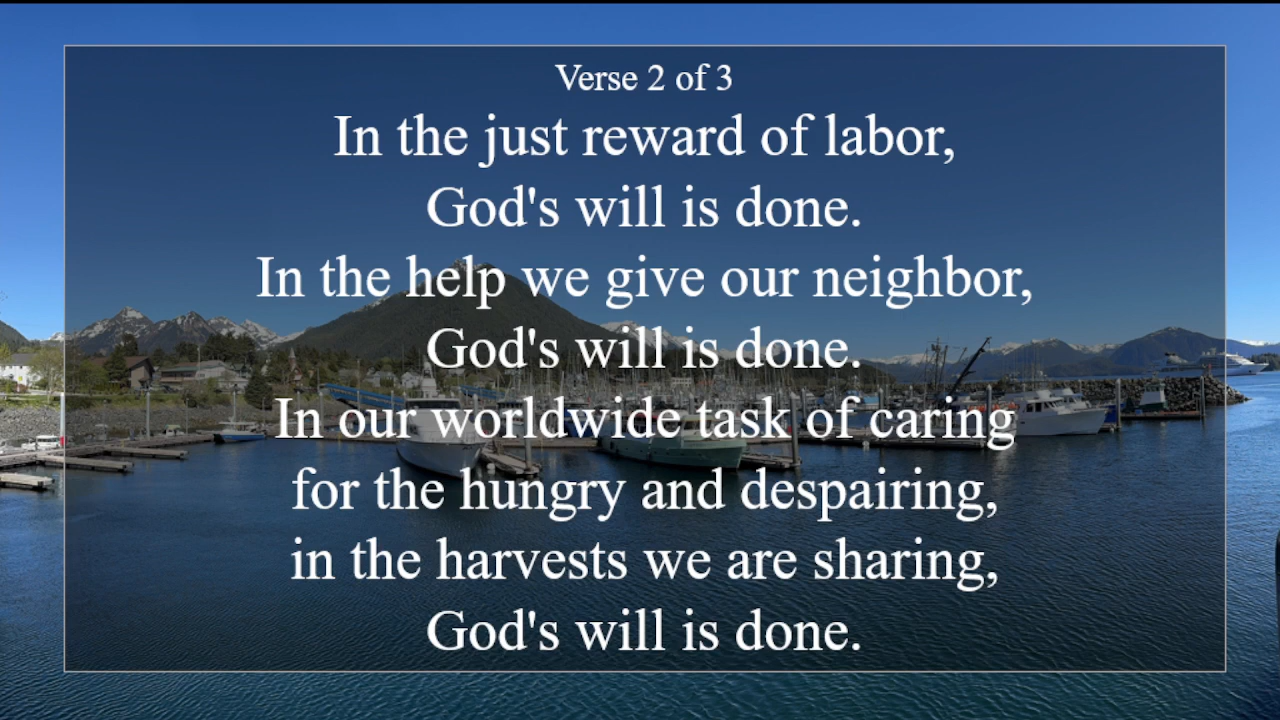 Verse 2 of 3
In the just reward of labor,
God's will is done.
In the help we give our neighbor,
God's will is done.
In our worldwide task of caring
for the hungry and despairing,
in the harvests we are sharing,
God's will is done.